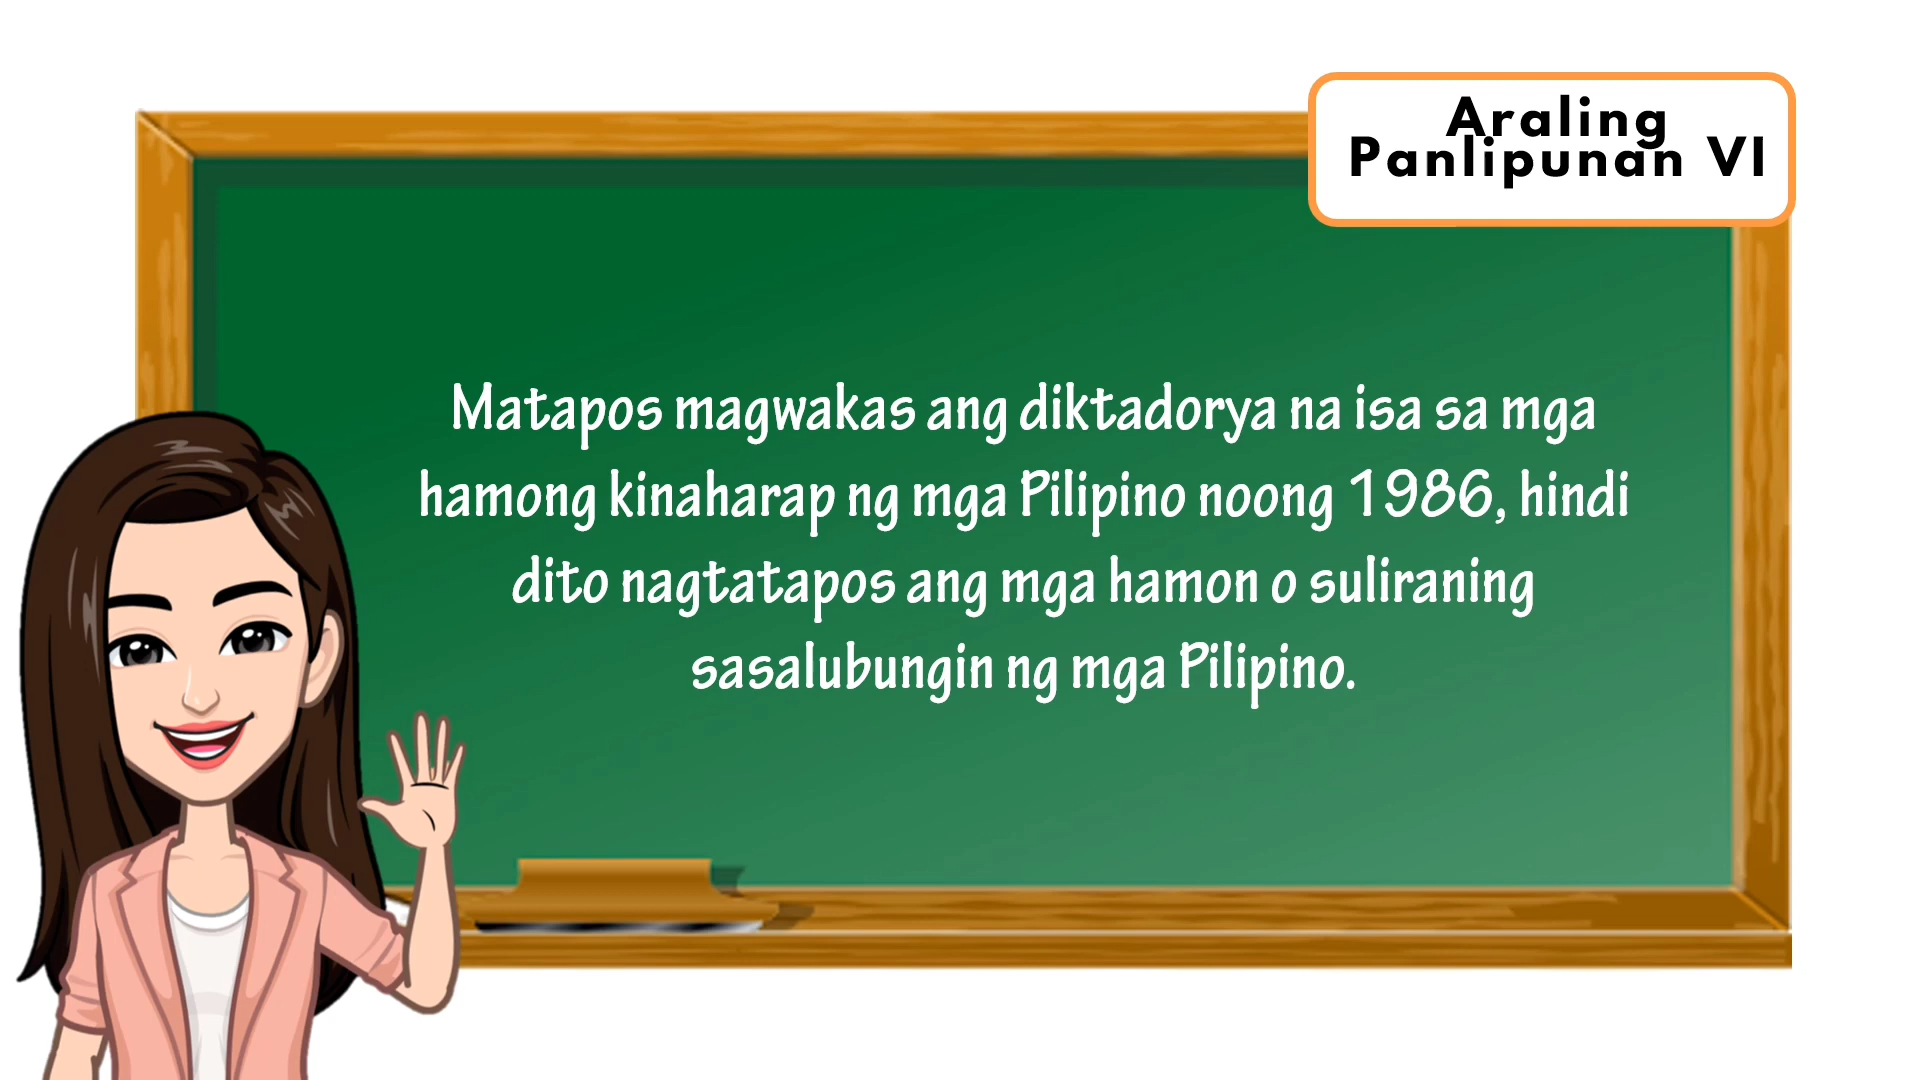 Araling
Panlipunan VI
Matapos magwakas ang diktadorya na isa sa mga
hamong kinaharap ng mga Pilipino noong 1986, hindi
dito nagtatapos ang mga hamon o suliraning
sasalubungin ng mga Pilipino.